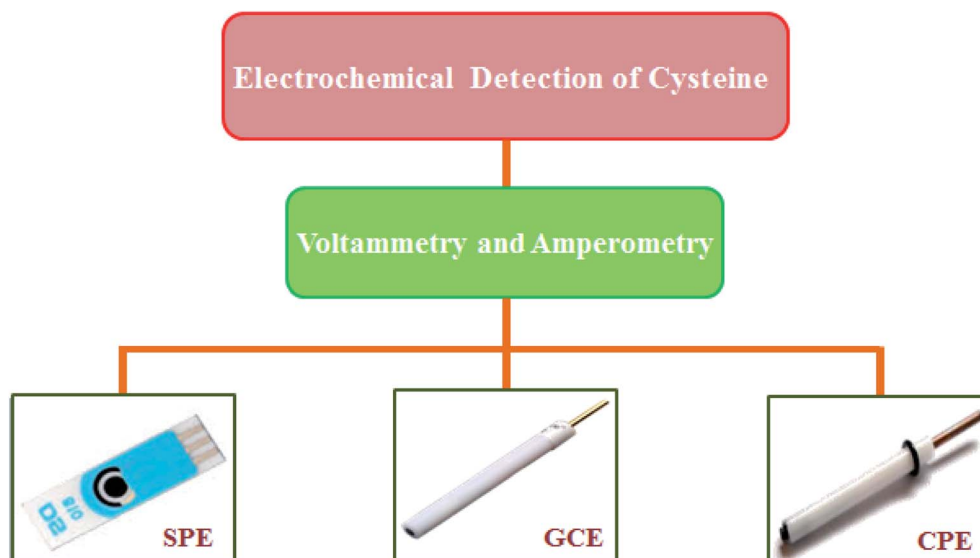 Electrochemical Detection of Cysteine
Voltammetry and Amperometry
SPE
GCE
CPE